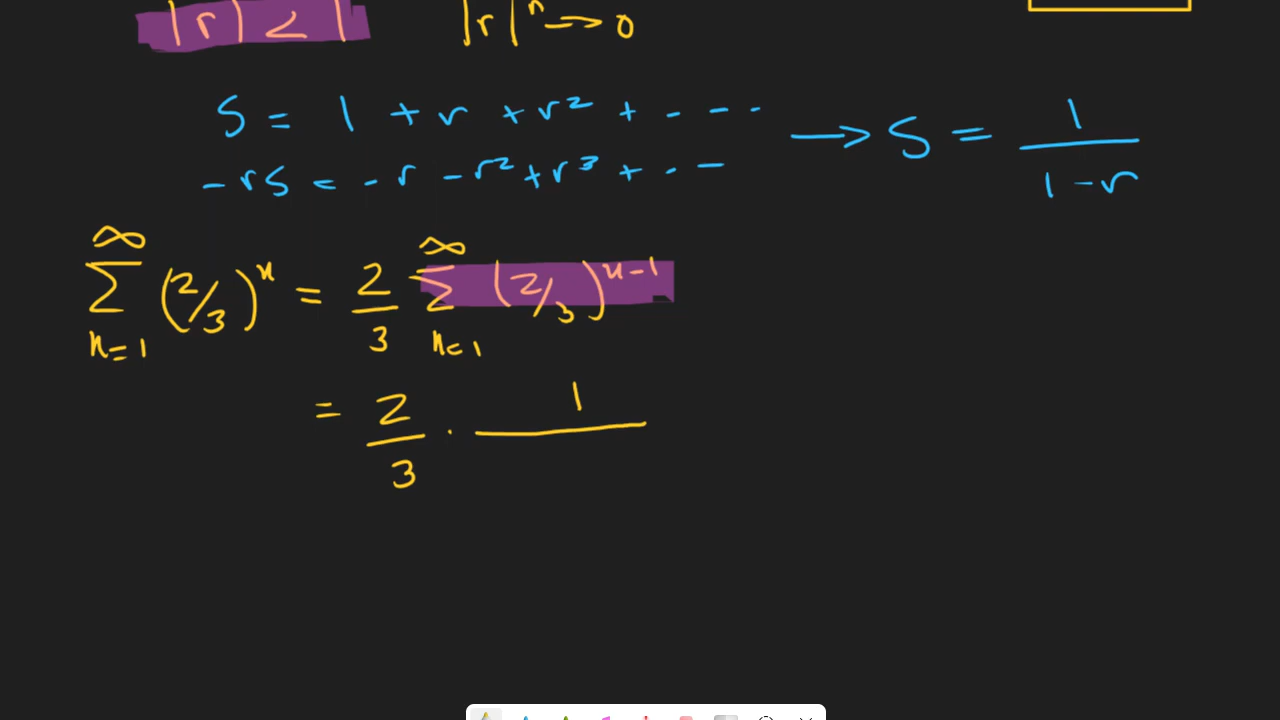 |r| < 1 |r|ⁿ → 0
S = 1 + r + r² + - - - → S = 1/(1-r)
-rS = -r - r² + r³ + - -
∑_{n=1}^{∞} (2/3)ⁿ = 2/3 ∑_{n=1}^{∞} (2/3)ⁿ⁻¹
= 2/3 · 1/